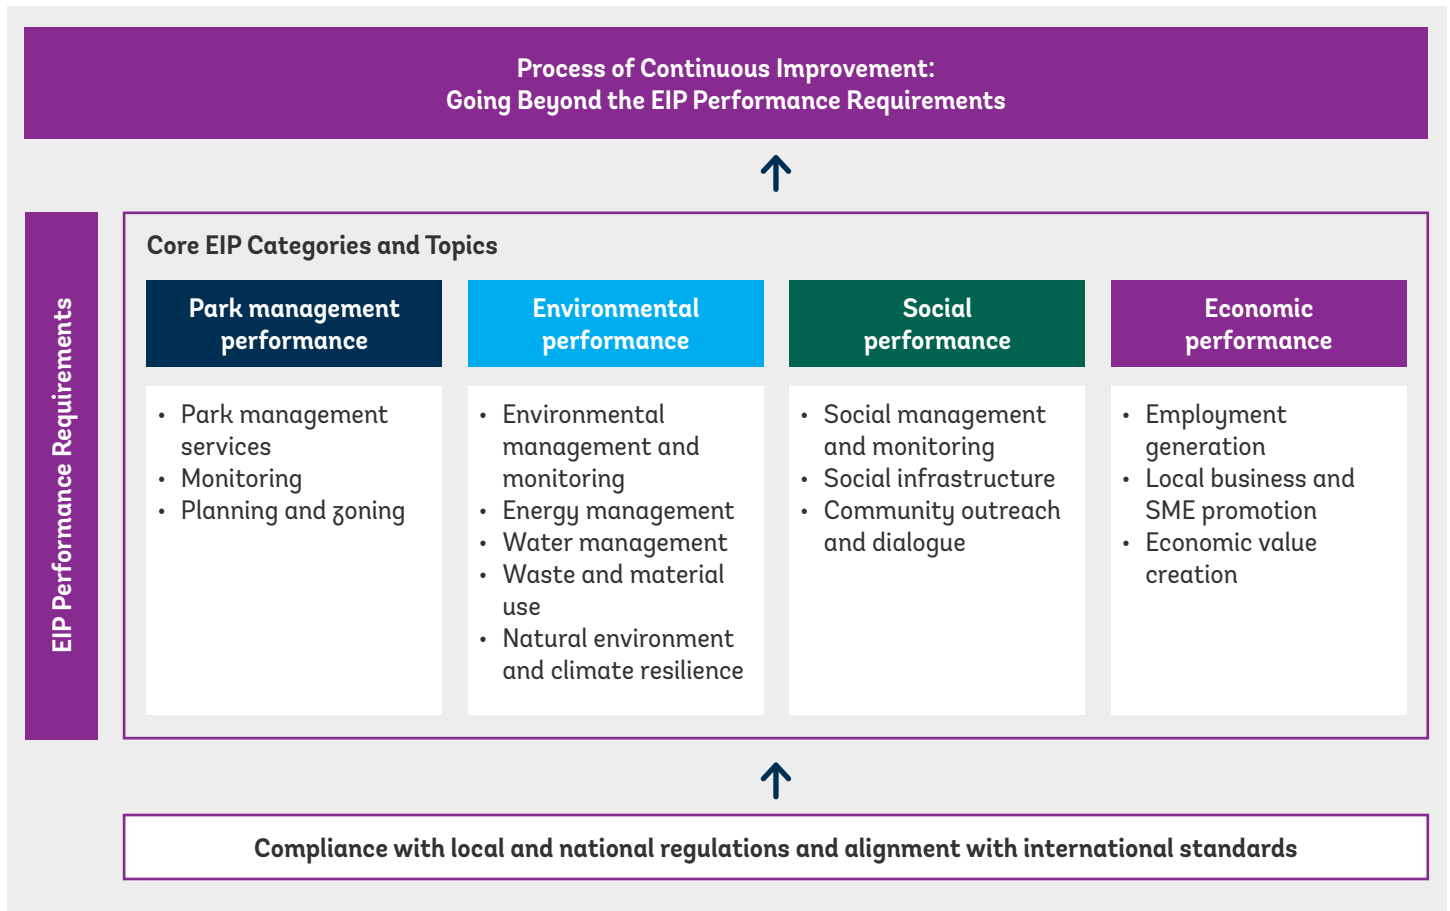 Process of Continuous Improvement:
Going Beyond the EIP Performance Requirements
EIP Performance Requirements
Core EIP Categories and Topics
Park management
performance
• Park management
services
• Monitoring
• Planning and zoning
Environmental
performance
• Environmental
management and
monitoring
• Energy management
• Water management
• Waste and material
use
• Natural environment
and climate resilience
Social
performance
• Social management
and monitoring
• Social infrastructure
• Community outreach
and dialogue
Economic
performance
• Employment
generation
• Local business and
SME promotion
• Economic value
creation
Compliance with local and national regulations and alignment with international standards